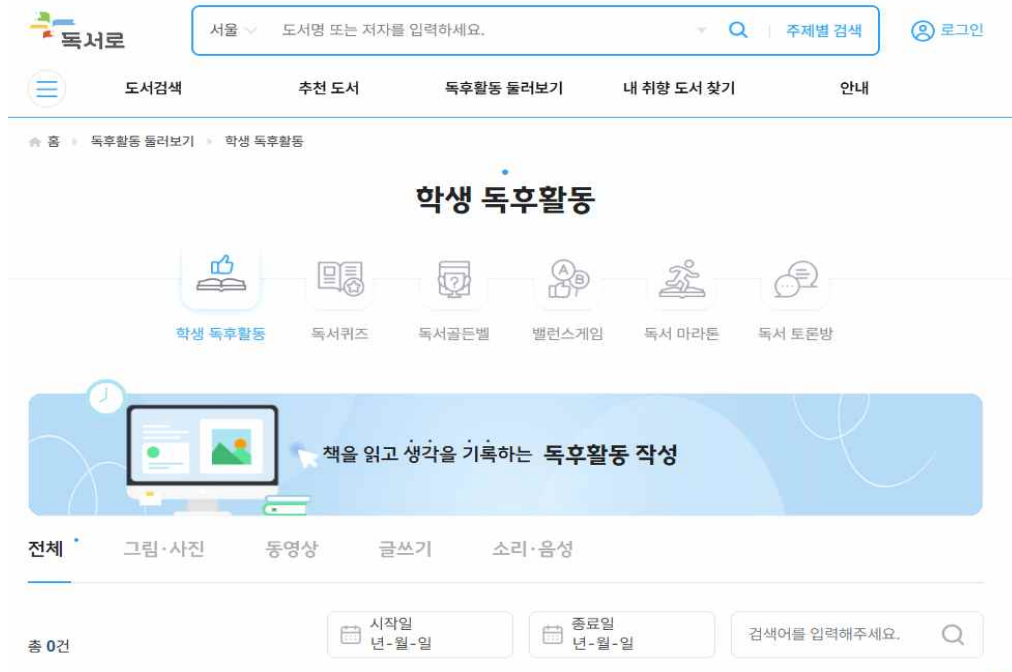 독서로
서울 도서명 또는 저자를 입력하세요. 주제별 검색 로그인
도서검색 추천 도서 독후활동 둘러보기 내 취향 도서 찾기 안내
홈 독후활동 둘러보기 학생 독후활동
학생 독후활동
A B
학생 독후활동 독서퀴즈 독서골든벨 밸런스게임 독서 마라톤 독서 토론방
책을 읽고 생각을 기록하는 독후활동 작성
전체 그림·사진 동영상 글쓰기 소리·음성
총 0건
시작일
년-월-일
종료일
년-월-일
검색어를 입력해주세요.